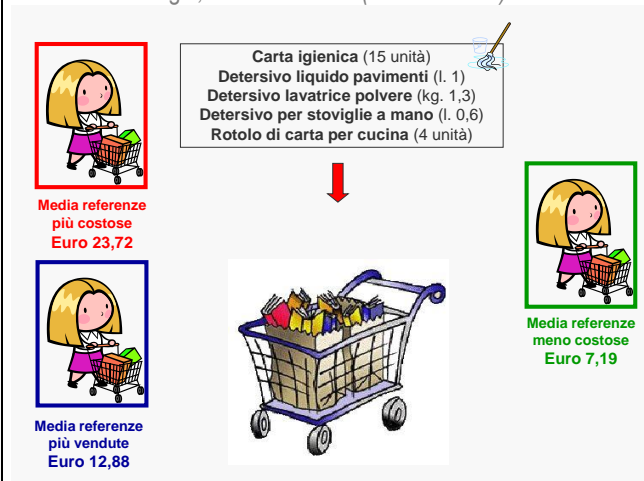 Carta igienica (15 unità)
Detersivo liquido pavimenti (l. 1)
Detersivo lavatrice polvere (kg. 1,3)
Detersivo per stoviglie a mano (l. 0,6)
Rotolo di carta per cucina (4 unità)
Media referenze
più costose
Euro 23,72
Media referenze
meno costose
Euro 7,19
Media referenze
più vendute
Euro 12,88